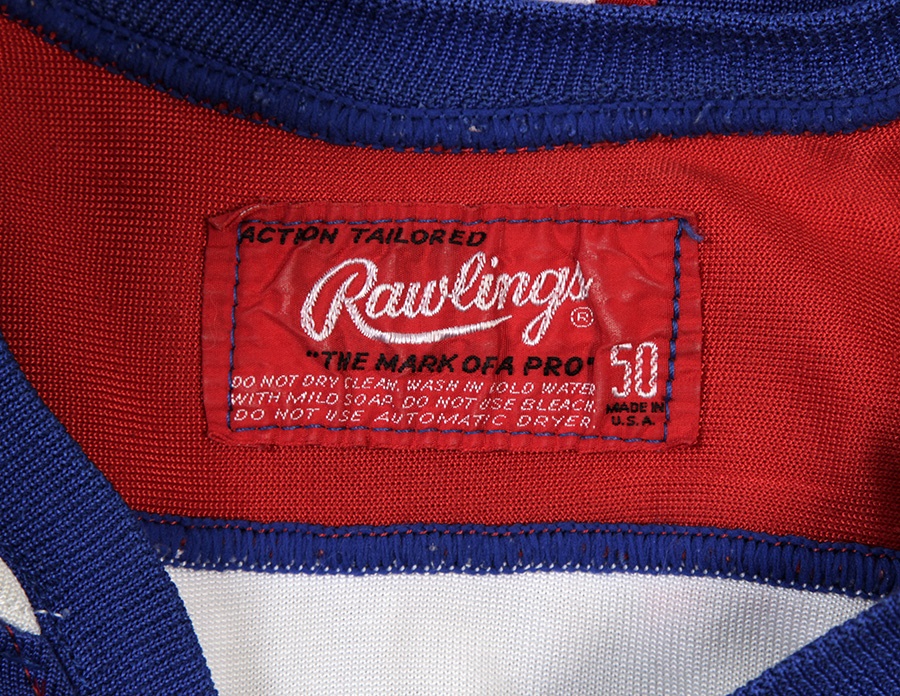 ACTION TAILORED
Rawlings ®
"THE MARK OF A PRO"
50
DO NOT DRY CLEAN, WASH IN COLD WATER
WITH MILD SOAP, DO NOT USE BLEACH.
DO NOT USE AUTOMATIC DRYER.
MADE IN
U.S.A.